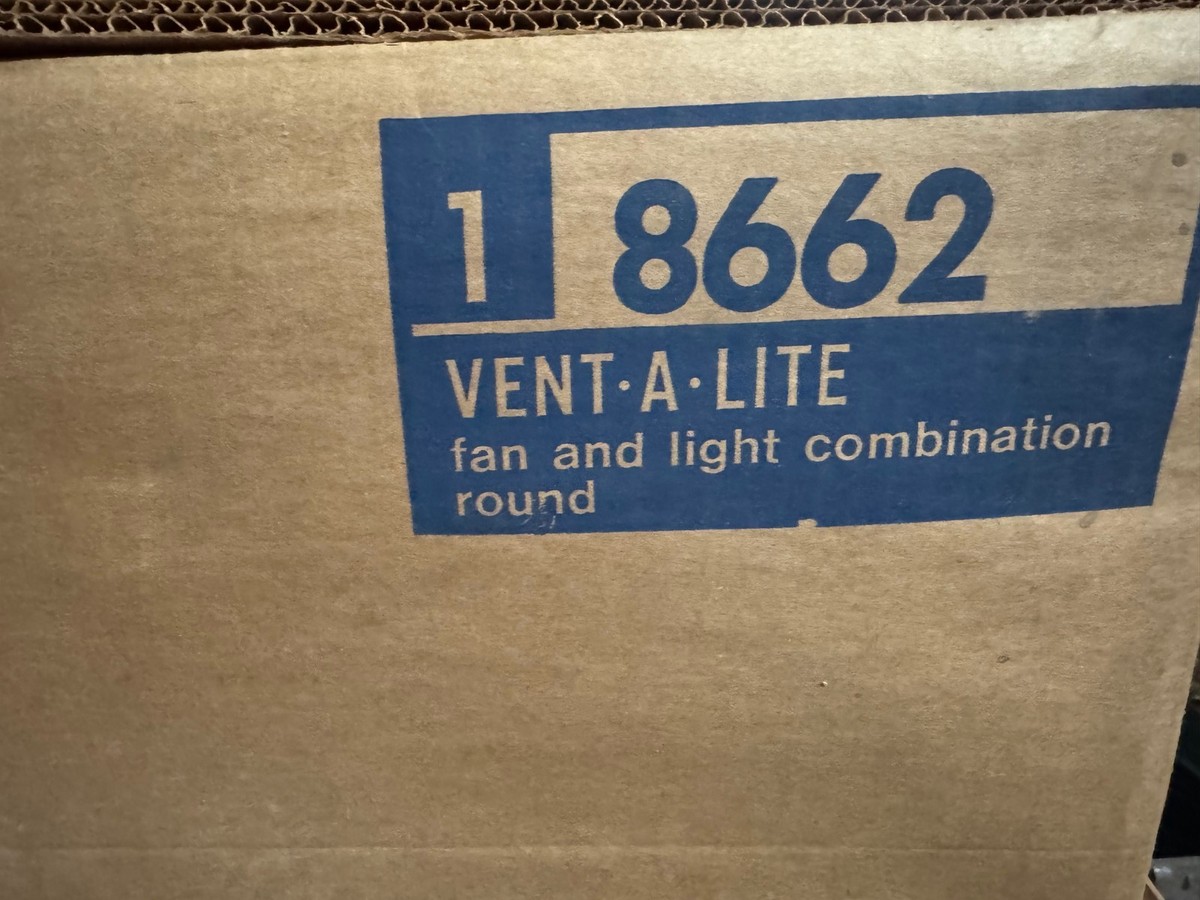 1 8662
VENT·A·LITE
fan and light combination
round